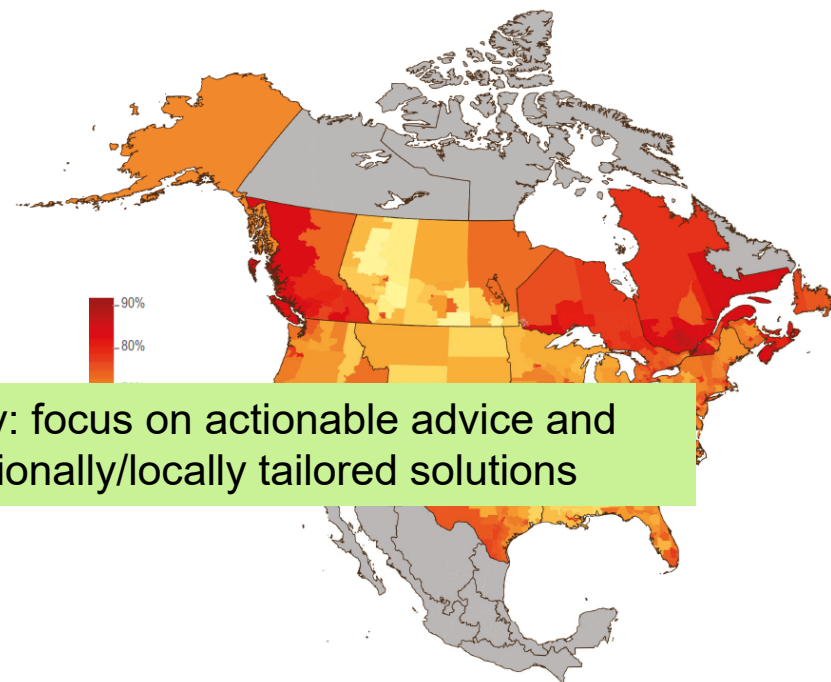 90%
80%
: focus on actionable advice and
ionally/locally tailored solutions